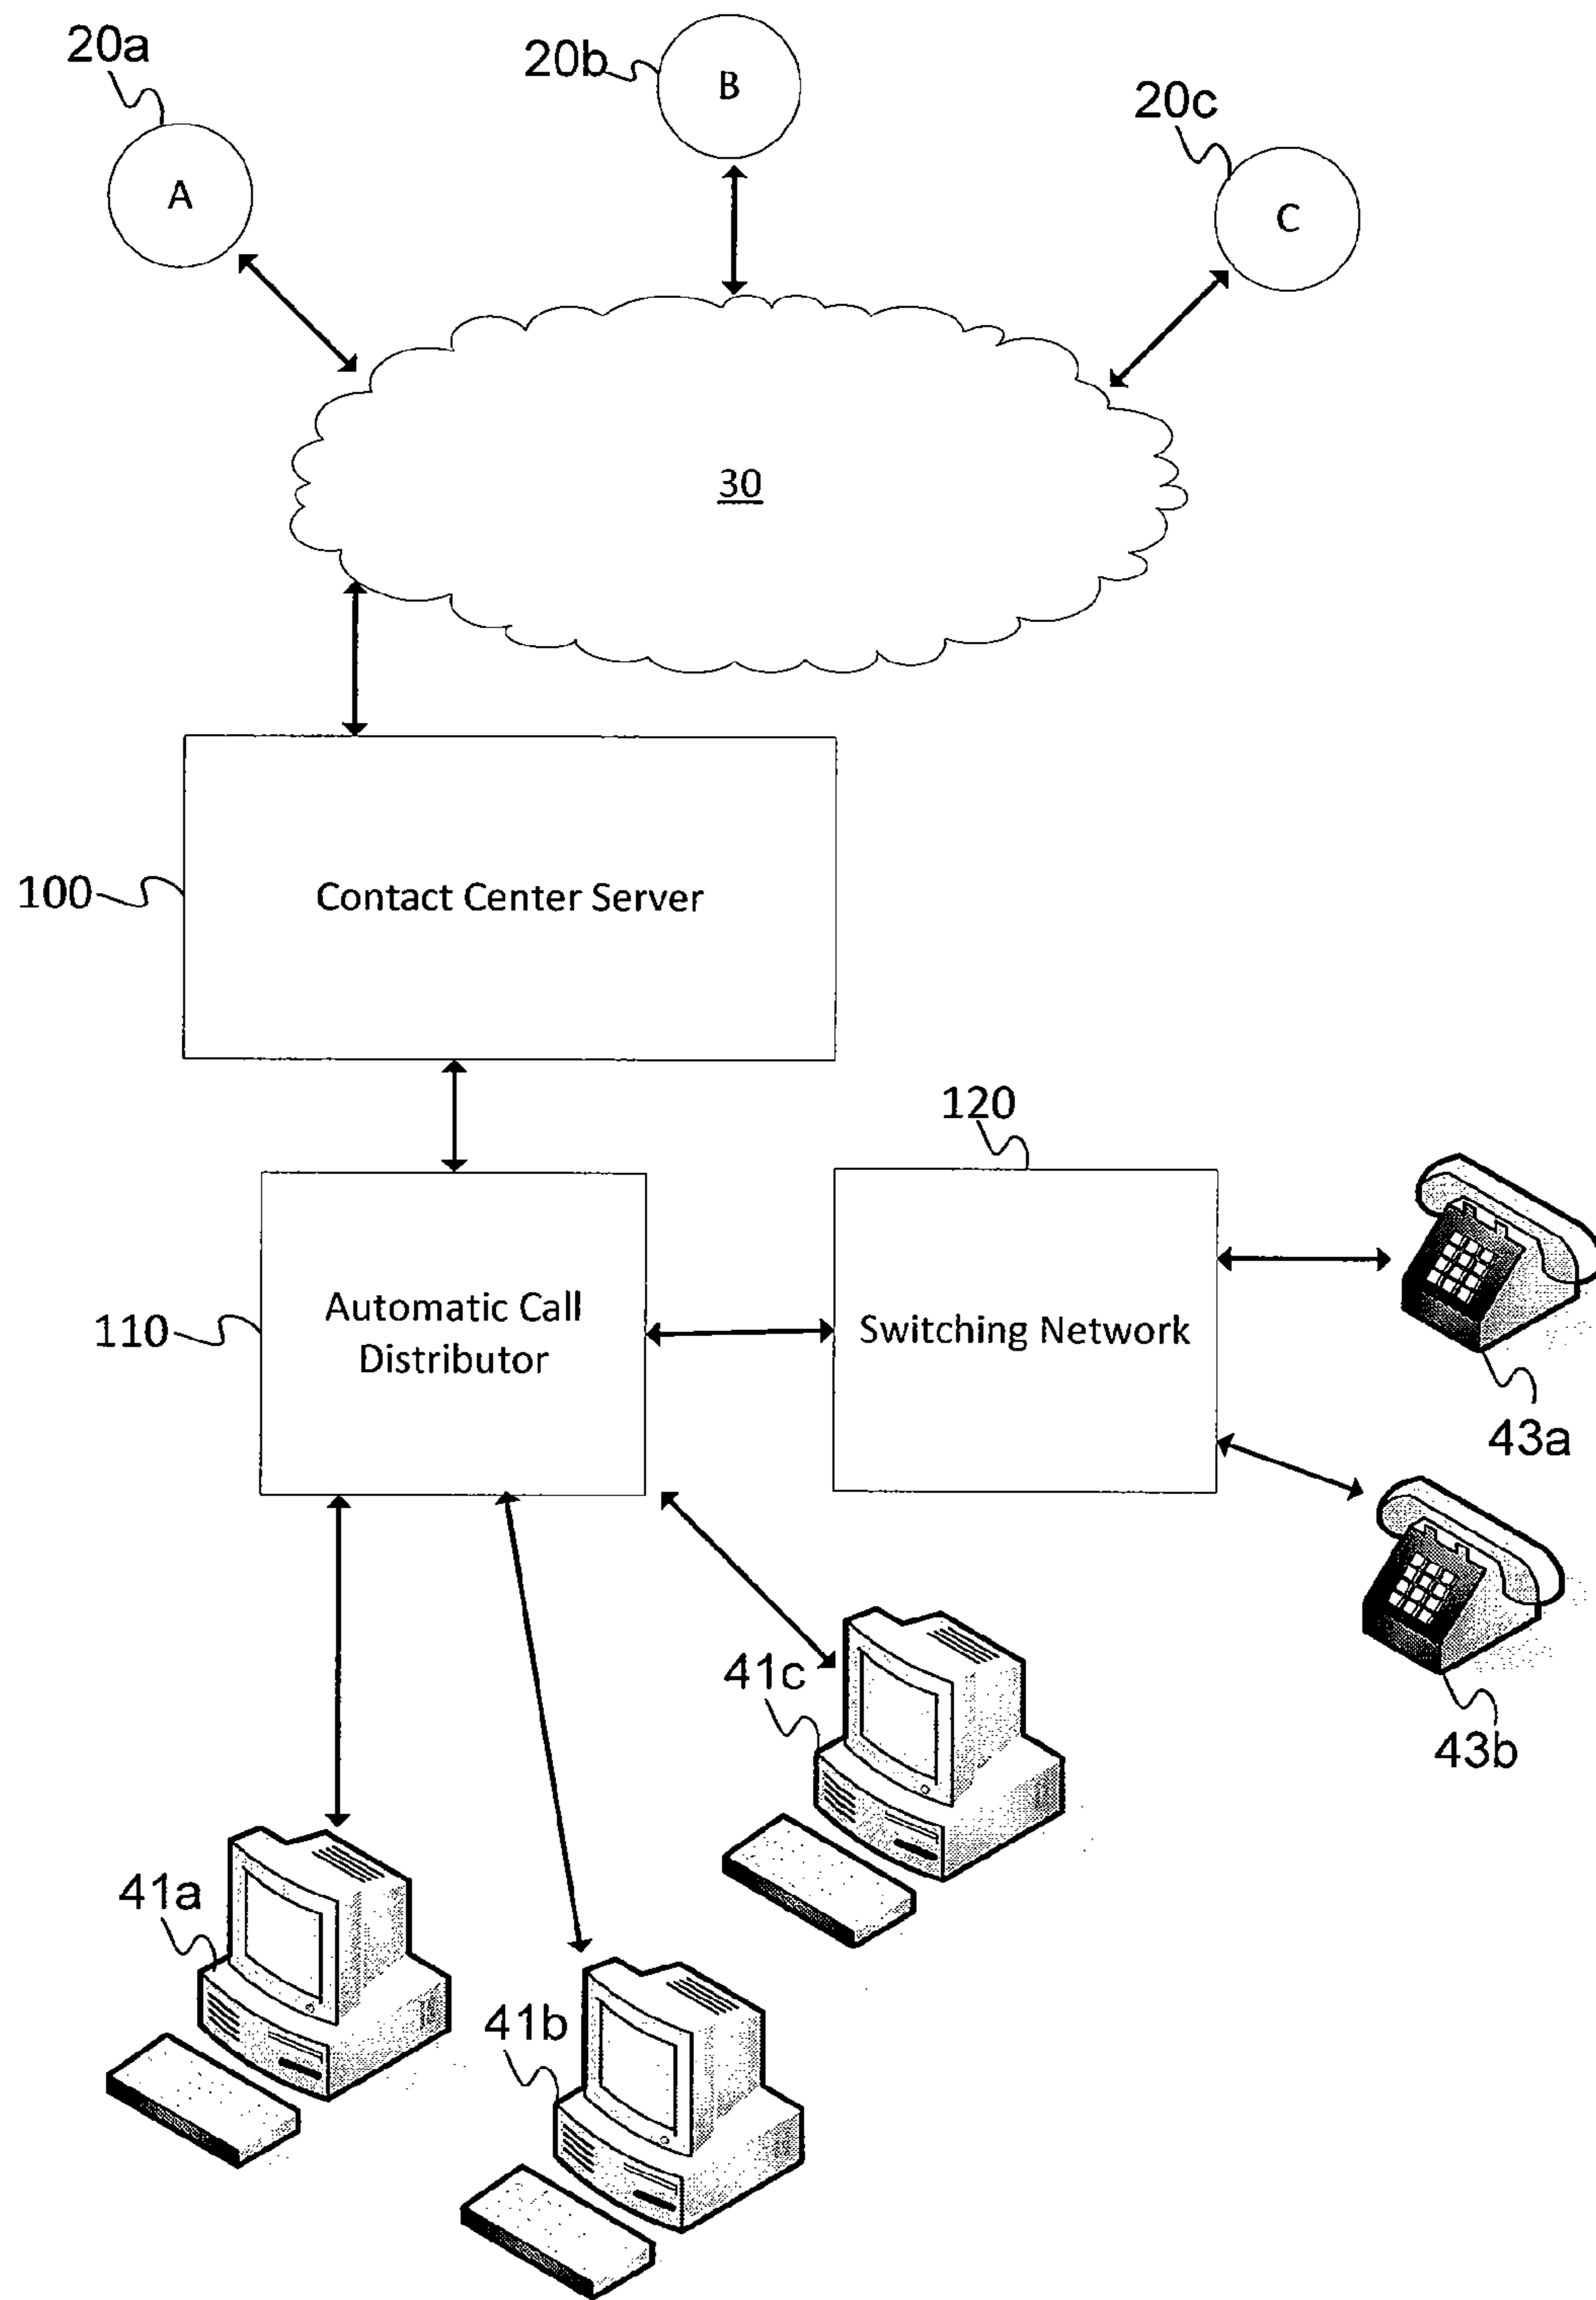 20a
20b
B
20c
A
C
30
100
Contact Center Server
120
110
Automatic Call
Distributor
Switching Network
43a
41c
43b
41a
41b